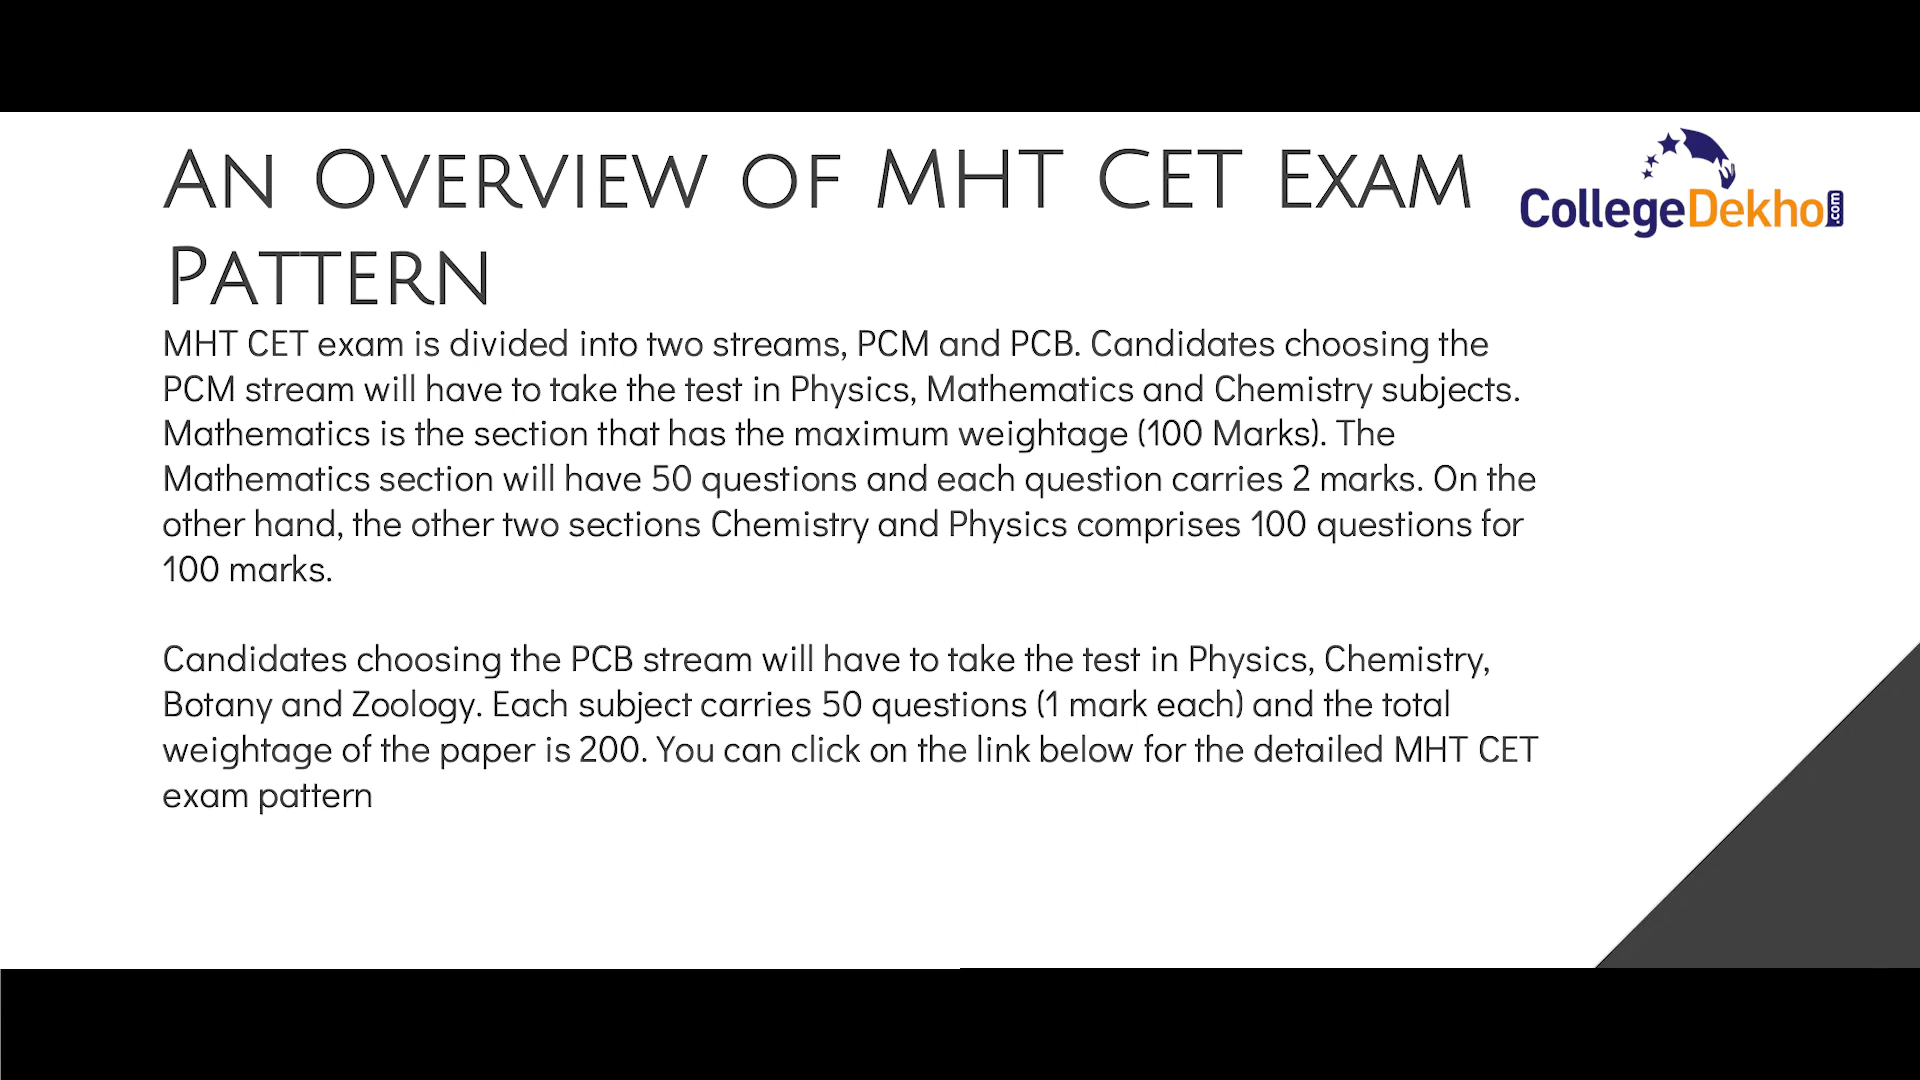 An Overview of MHT CET Exam
Pattern
CollegeDekho.com
MHT CET exam is divided into two streams, PCM and PCB. Candidates choosing the
PCM stream will have to take the test in Physics, Mathematics and Chemistry subjects.
Mathematics is the section that has the maximum weightage (100 Marks). The
Mathematics section will have 50 questions and each question carries 2 marks. On the
other hand, the other two sections Chemistry and Physics comprises 100 questions for
100 marks.
Candidates choosing the PCB stream will have to take the test in Physics, Chemistry,
Botany and Zoology. Each subject carries 50 questions (1 mark each) and the total
weightage of the paper is 200. You can click on the link below for the detailed MHT CET
exam pattern